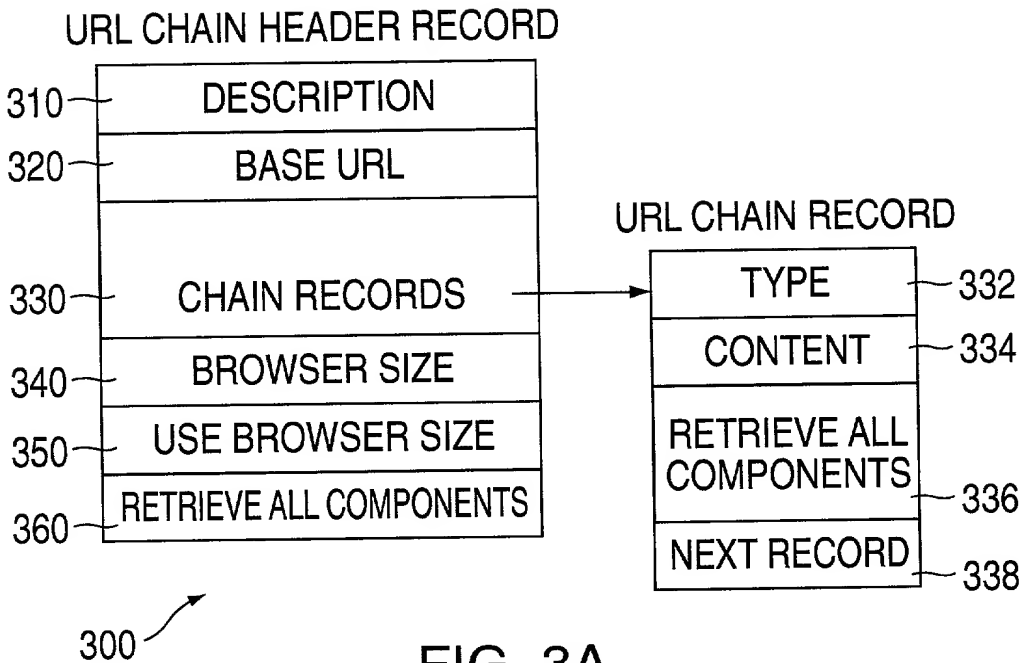 URL CHAIN HEADER RECORD
310
DESCRIPTION
320
BASE URL
330
CHAIN RECORDS
340
BROWSER SIZE
350
USE BROWSER SIZE
360
RETRIEVE ALL COMPONENTS
URL CHAIN RECORD
TYPE
332
CONTENT
334
RETRIEVE ALL
COMPONENTS
336
NEXT RECORD
338
300
FIG. 3A